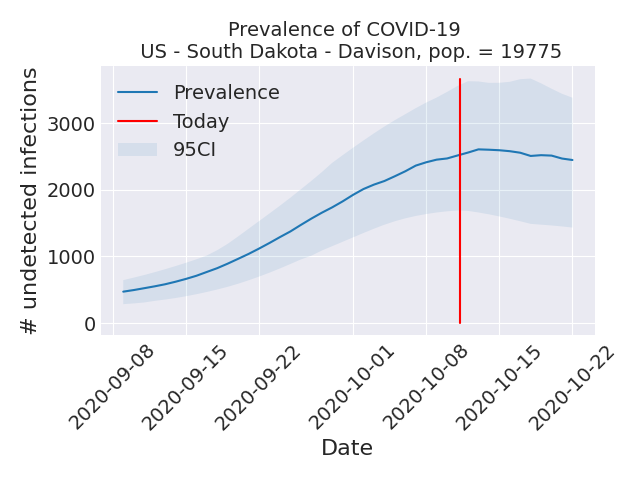 Prevalence of COVID-19
US - South Dakota - Davison, pop. = 19775
# undetected infections
3000
2000
1000
0
Prevalence
Today
95CI
2020-09-08
2020-09-15
2020-09-22
2020-10-01
2020-10-08
2020-10-15
2020-10-22
Date